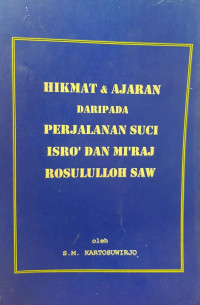 HIKMAT & AJARAN
DARIPADA
PERJALANAN SUCI
ISRO' DAN MI'RAJ
ROSULULLOH SAW
oleh
S.M. KARTOSUWIRJO